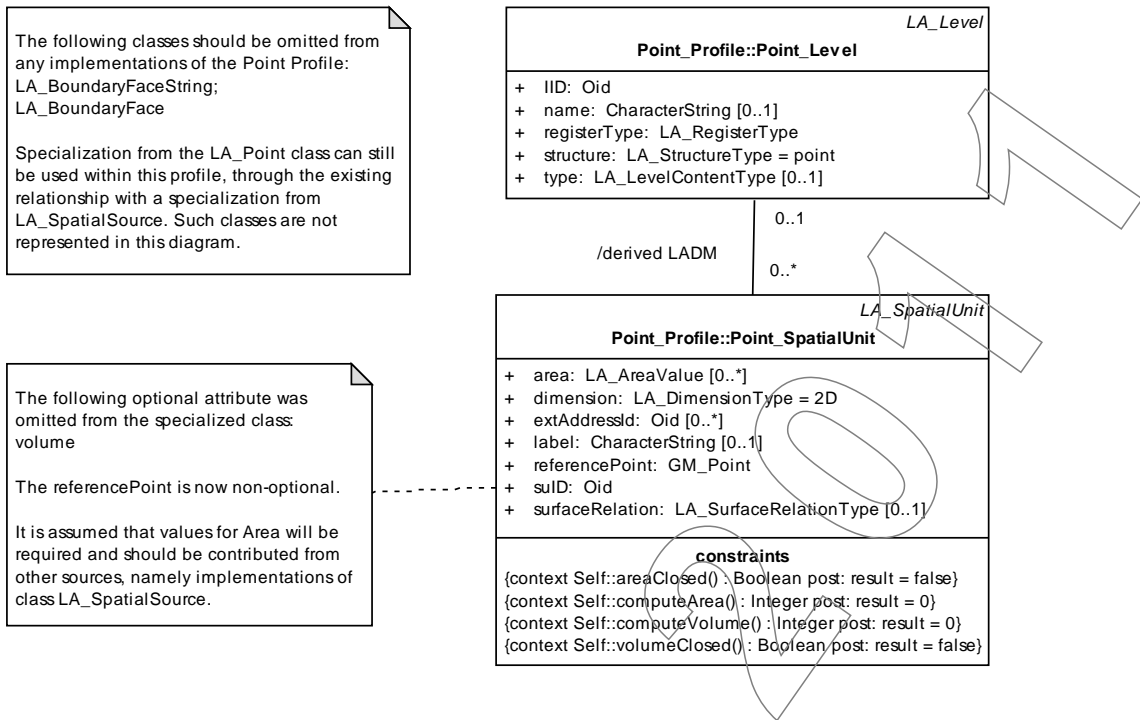 The following classes should be omitted from
any implementations of the Point Profile:
LA_BoundaryFaceString;
LA_BoundaryFace
Specialization from the LA_Point class can still
be used within this profile, through the existing
relationship with a specialization from
LA_SpatialSource. Such classes are not
represented in this diagram.
LA_Level
Point_Profile::Point_Level
+ lID: Oid
+ name: CharacterString [0..1]
+ registerType: LA_RegisterType
+ structure: LA_StructureType = point
+ type: LA_LevelContentType [0..1]
0..1
/derived LADM
0..*
LA_SpatialUnit
Point_Profile::Point_SpatialUnit
+ area: LA_AreaValue [0..*]
+ dimension: LA_DimensionType = 2D
+ extAddressId: Oid [0..*]
+ label: CharacterString [0..1]
+ referencePoint: GM_Point
+ suID: Oid
+ surfaceRelation: LA_SurfaceRelationType [0..1]
constraints
{context Self::areaClosed() : Boolean post: result = false}
{context Self::computeArea() : Integer post: result = 0}
{context Self::computeVolume() : Integer post: result = 0}
{context Self::volumeClosed() : Boolean post: result = false}
The following optional attribute was
omitted from the specialized class:
volume
The referencePoint is now non-optional.
It is assumed that values for Area will be
required and should be contributed from
other sources, namely implementations of
class LA_SpatialSource.
2011